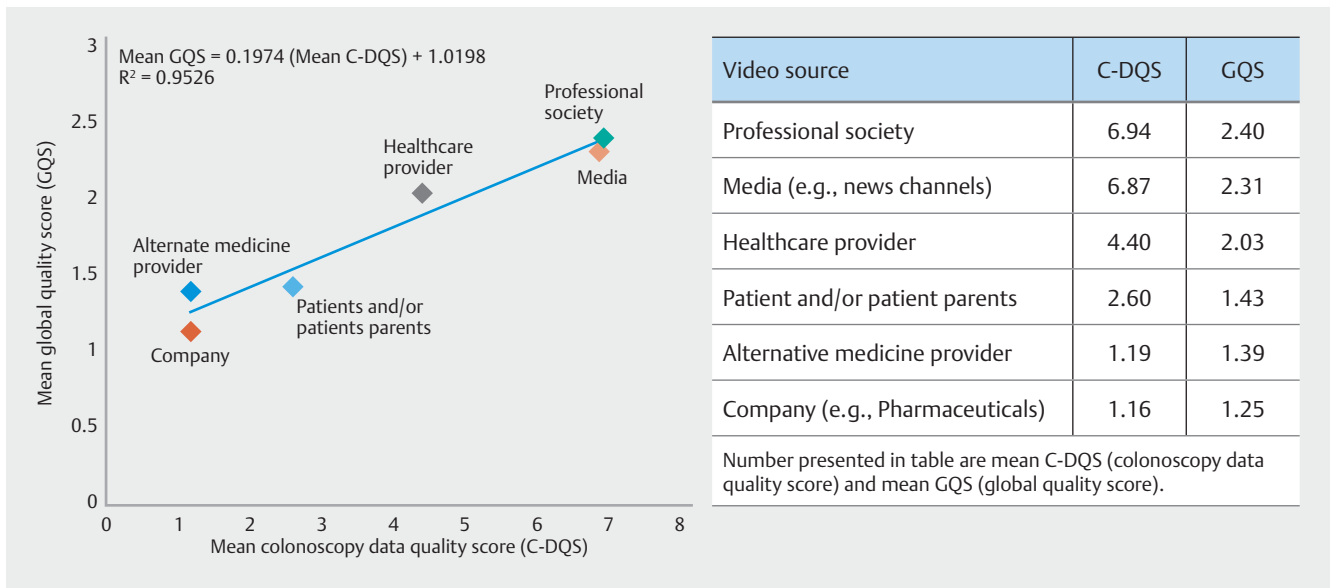 3
Mean GQS = 0.1974 (Mean C-DQS) + 1.0198
R² = 0.9526
2.5
2
1.5
1
0.5
0
Mean global quality score (GQS)
Professional
society
Healthcare
provider
Media
Alternate medicine
provider
Patients and/or
patients parents
Company
0 1 2 3 4 5 6 7 8
Mean colonoscopy data quality score (C-DQS)
Video source C-DQS GQS
Professional society 6.94 2.40
Media (e.g., news channels) 6.87 2.31
Healthcare provider 4.40 2.03
Patient and/or patient parents 2.60 1.43
Alternative medicine provider 1.19 1.39
Company (e.g., Pharmaceuticals) 1.16 1.25
Number presented in table are mean C-DQS (colonoscopy data
quality score) and mean GQS (global quality score).